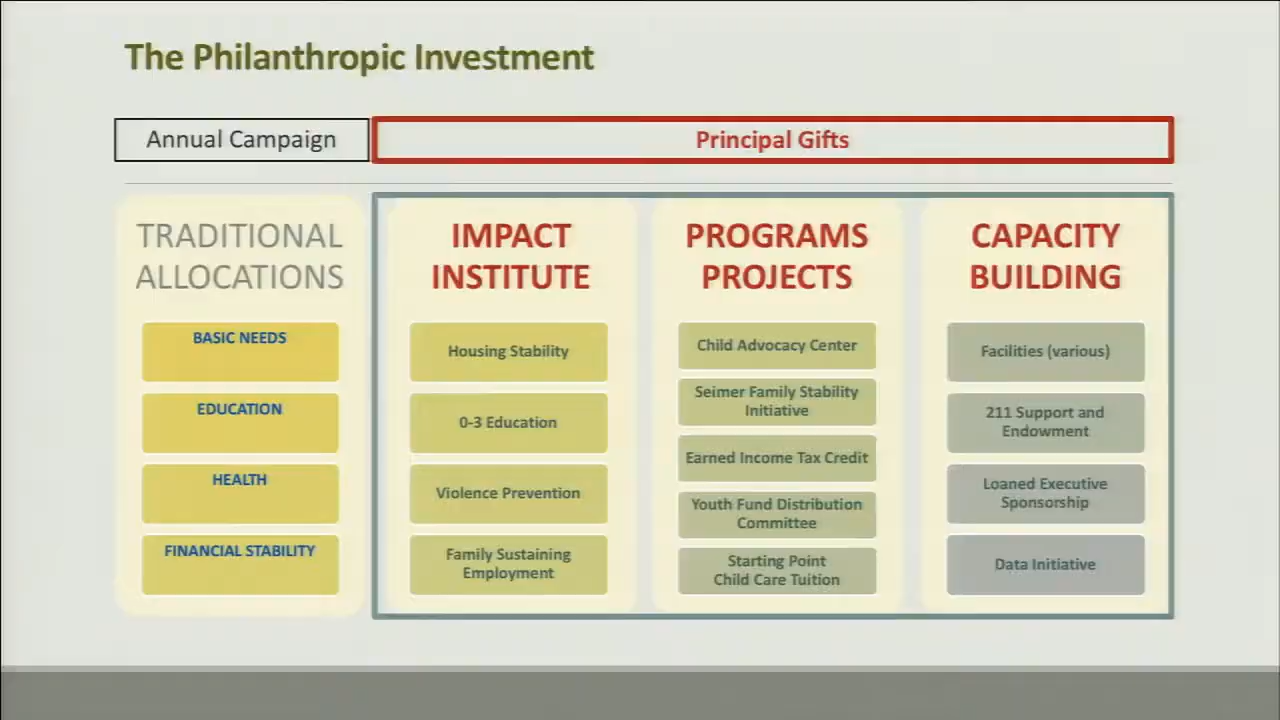 The Philanthropic Investment
Annual Campaign
Principal Gifts
TRADITIONAL
ALLOCATIONS
BASIC NEEDS
EDUCATION
HEALTH
FINANCIAL STABILITY
IMPACT
INSTITUTE
Housing Stability
0-3 Education
Violence Prevention
Family Sustaining
Employment
PROGRAMS
PROJECTS
Child Advocacy Center
Seimer Family Stability
Initiative
Earned Income Tax Credit
Youth Fund Distribution
Committee
Starting Point
Child Care Tuition
CAPACITY
BUILDING
Facilities (various)
211 Support and
Endowment
Loaned Executive
Sponsorship
Data Initiative